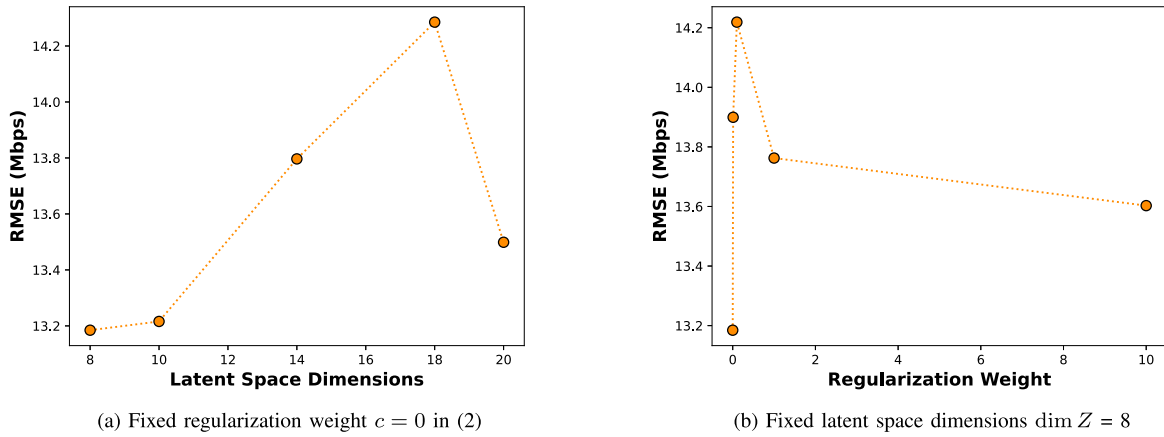 14.2
14.0
13.8
13.6
13.4
13.2
RMSE (Mbps)
8 10 12 14 16 18 20
Latent Space Dimensions
(a) Fixed regularization weight c = 0 in (2)
14.2
14.0
13.8
13.6
13.4
13.2
RMSE (Mbps)
0 2 4 6 8 10
Regularization Weight
(b) Fixed latent space dimensions dim Z = 8